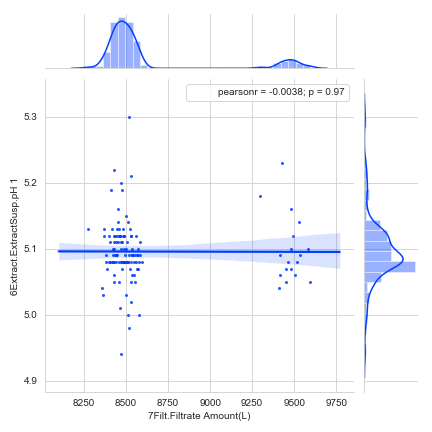 pearsonr = -0.0038; p = 0.97
5.3
5.2
5.1
5.0
4.9
6Extract.ExtractSusp.pH 1
8250 8500 8750 9000 9250 9500 9750
7Filt.Filtrate Amount(L)